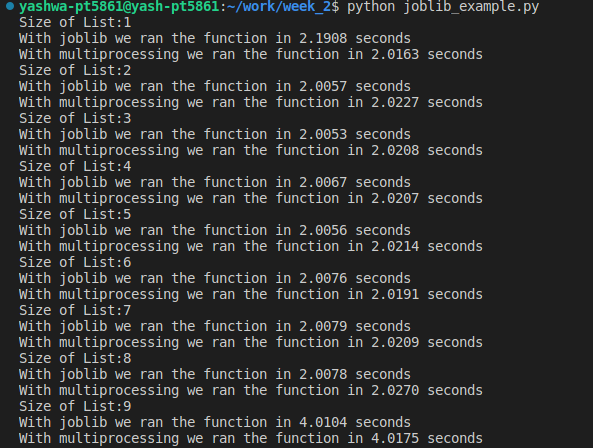 yashwa-pt5861@yash-pt5861:~/work/week_2$ python joblib_example.py
Size of List:1
With joblib we ran the function in 2.1908 seconds
With multiprocessing we ran the function in 2.0163 seconds
Size of List:2
With joblib we ran the function in 2.0057 seconds
With multiprocessing we ran the function in 2.0227 seconds
Size of List:3
With joblib we ran the function in 2.0053 seconds
With multiprocessing we ran the function in 2.0208 seconds
Size of List:4
With joblib we ran the function in 2.0067 seconds
With multiprocessing we ran the function in 2.0207 seconds
Size of List:5
With joblib we ran the function in 2.0056 seconds
With multiprocessing we ran the function in 2.0214 seconds
Size of List:6
With joblib we ran the function in 2.0076 seconds
With multiprocessing we ran the function in 2.0191 seconds
Size of List:7
With joblib we ran the function in 2.0079 seconds
With multiprocessing we ran the function in 2.0209 seconds
Size of List:8
With joblib we ran the function in 2.0078 seconds
With multiprocessing we ran the function in 2.0270 seconds
Size of List:9
With joblib we ran the function in 4.0104 seconds
With multiprocessing we ran the function in 4.0175 seconds